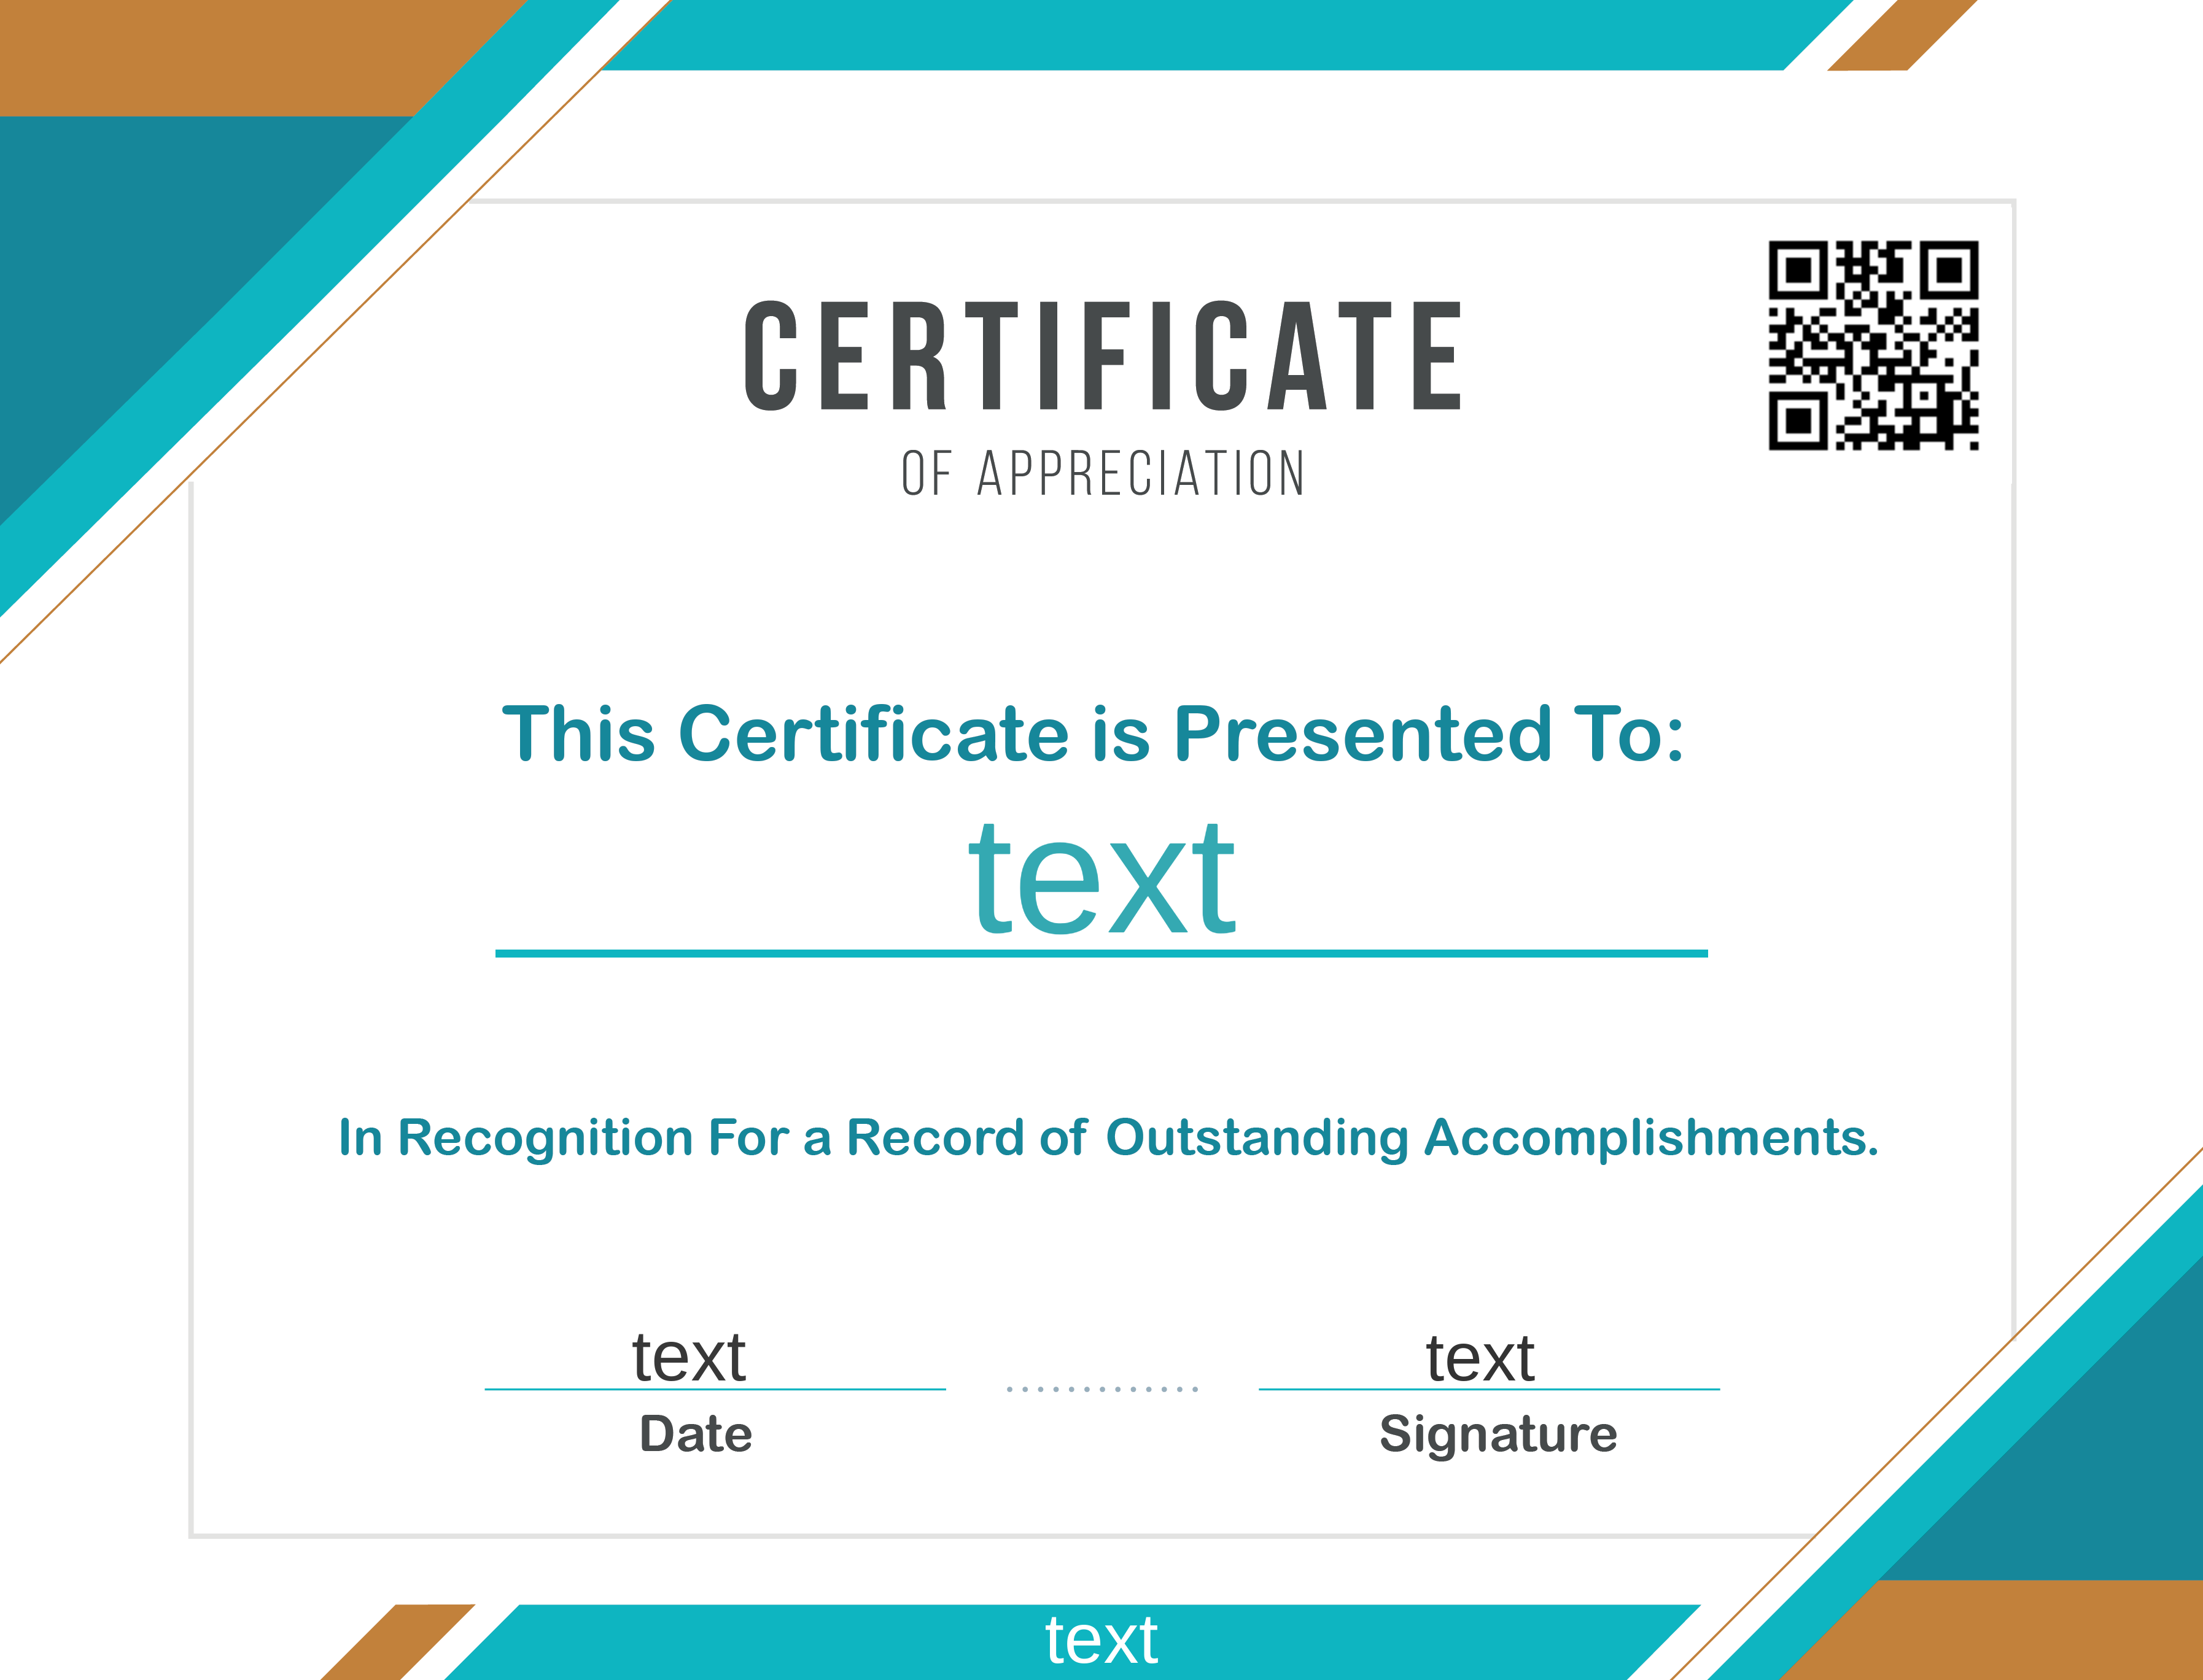 CERTIFICATE
OF APPRECIATION
This Certificate is Presented To:
text
In Recognition For a Record of Outstanding Accomplishments.
text
text
Date
Signature
text